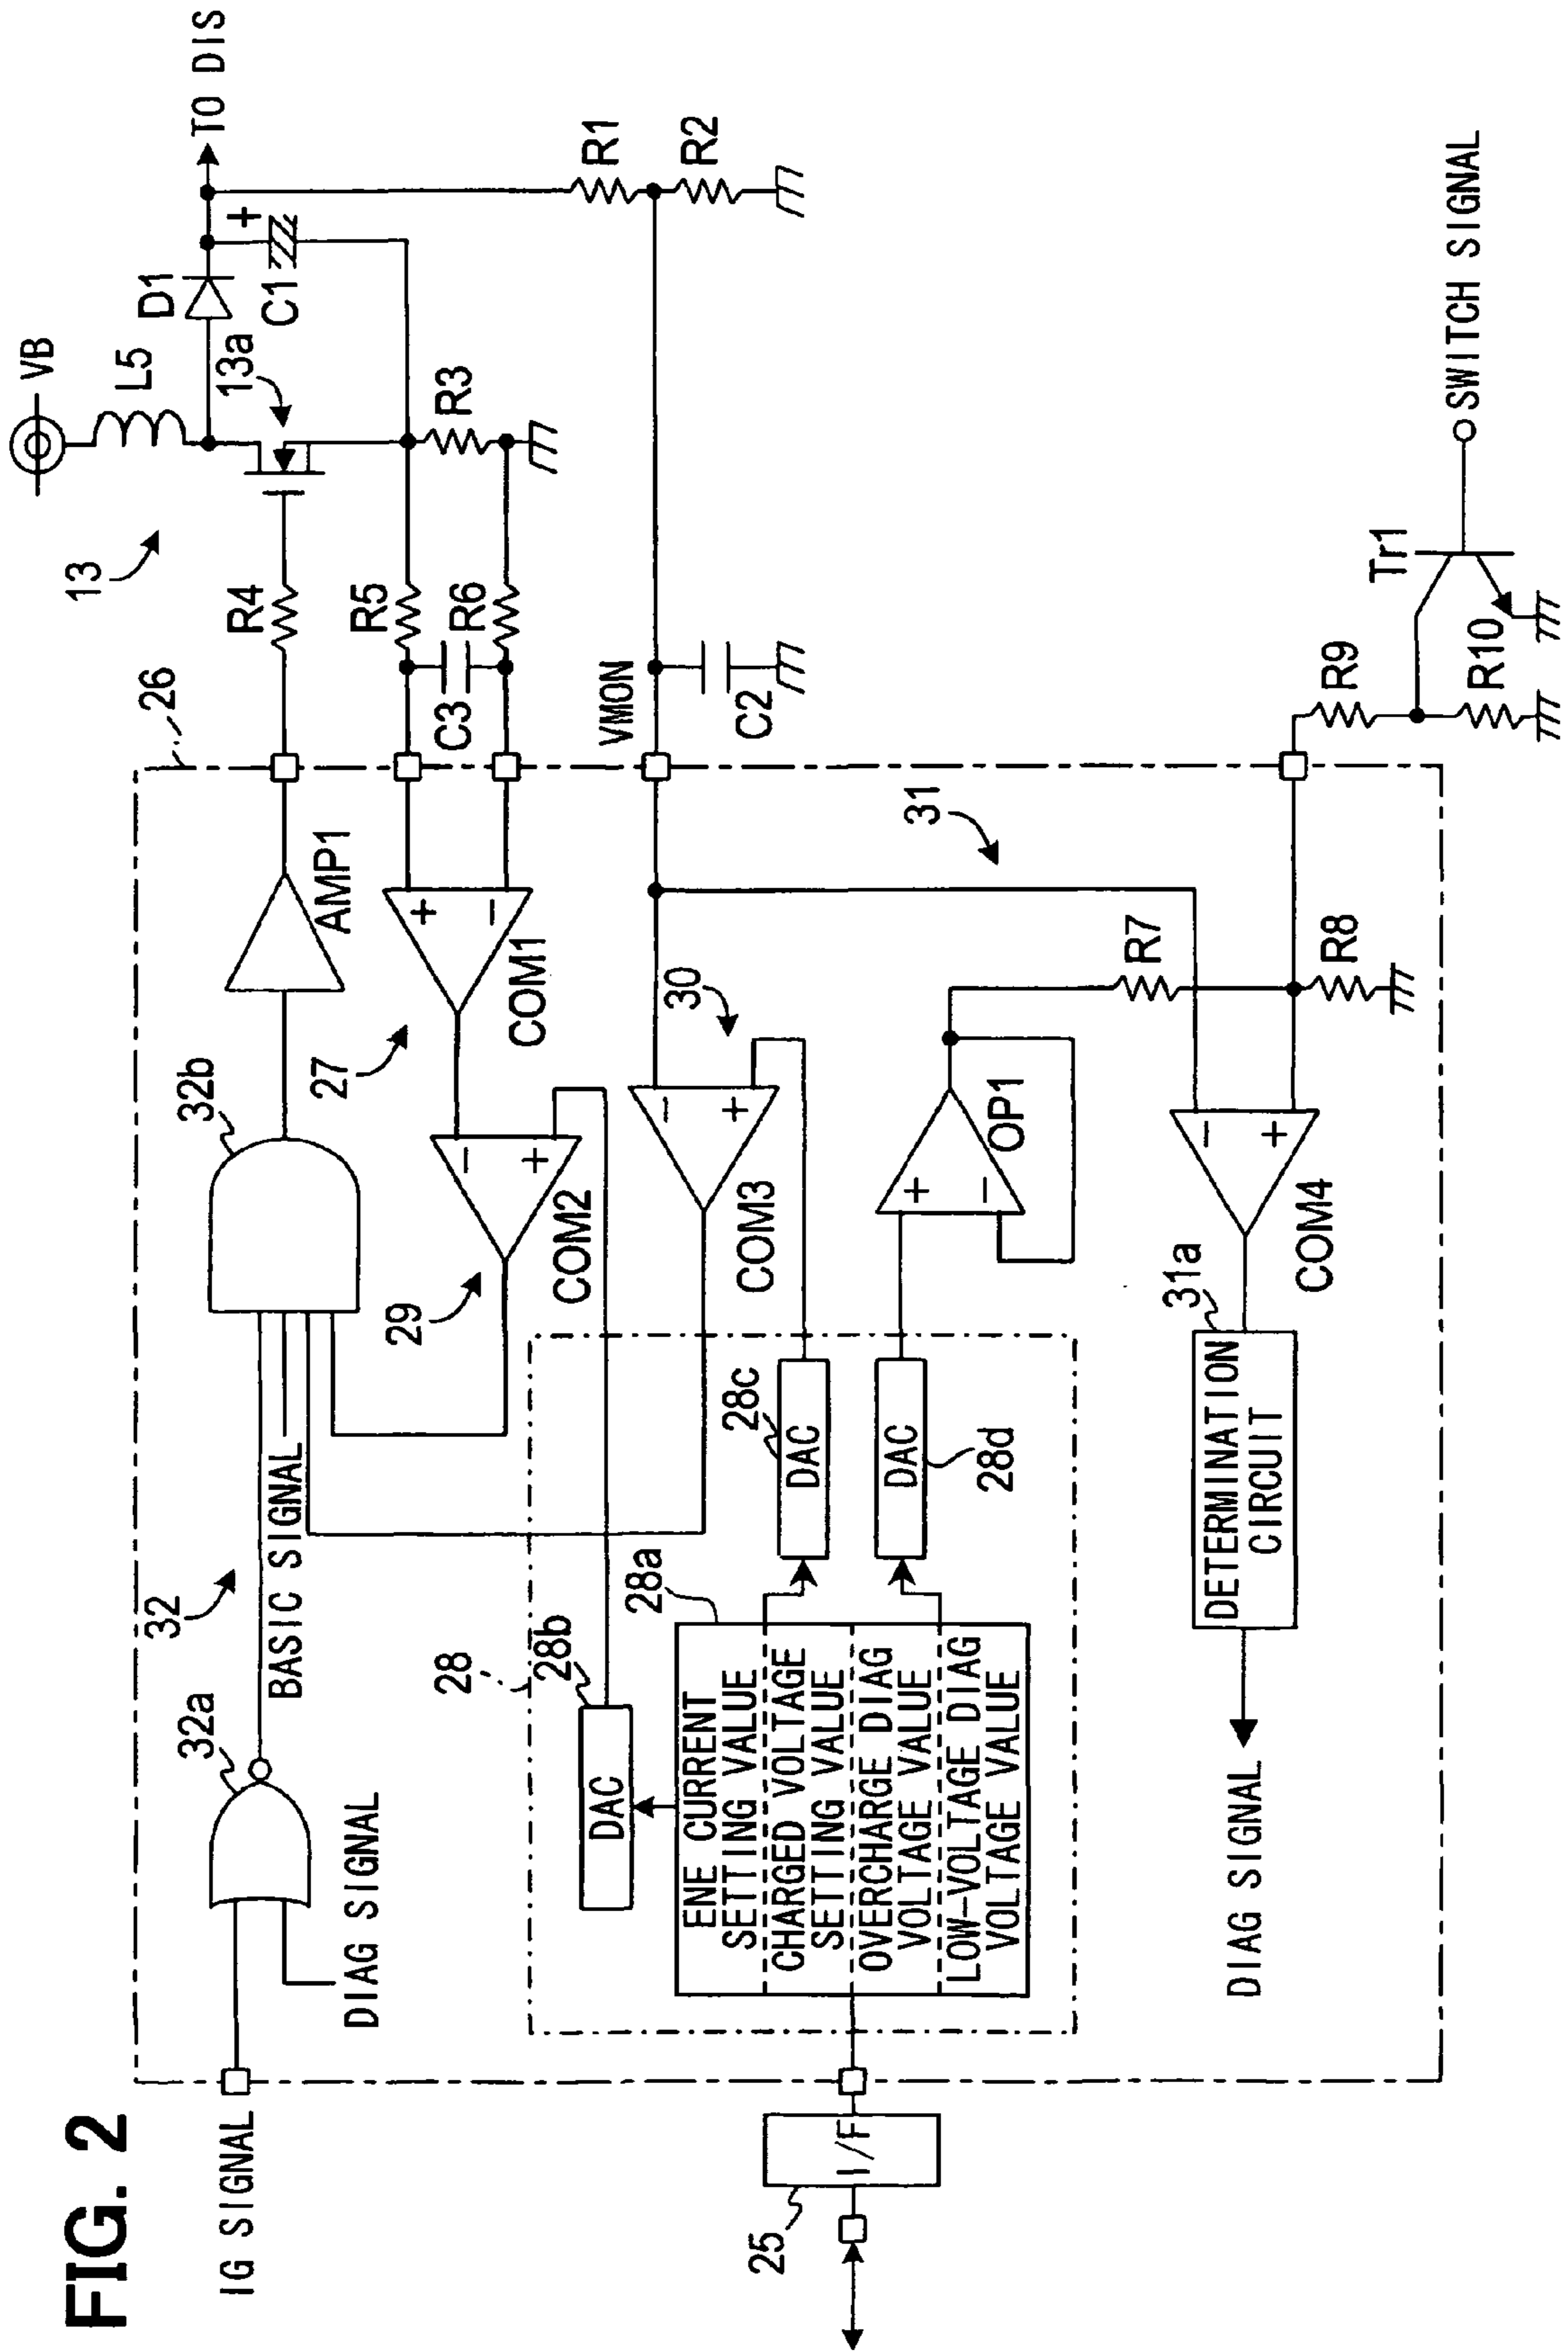 FIG. 2
VB
L5
D1
TO DIS
+
C1
13a
13
R4
R3
R5
R6
C3
R1
R2
26
VMON
C2
AMP1
+
−
COM1
27
32b
32
32a
IG SIGNAL
DIAG SIGNAL
BASIC SIGNAL
−
+
COM2
29
30
−
+
COM3
31
28
28b
DAC
28a
ENE CURRENT
SETTING VALUE
CHARGED VOLTAGE
SETTING VALUE
OVERCHARGE DIAG
VOLTAGE VALUE
LOW-VOLTAGE DIAG
VOLTAGE VALUE
28c
DAC
DAC
28d
+
−
OP1
R7
R8
25
I/F
−
+
COM4
31a
DETERMINATION
CIRCUIT
DIAG SIGNAL
R9
R10
Tr1
SWITCH SIGNAL